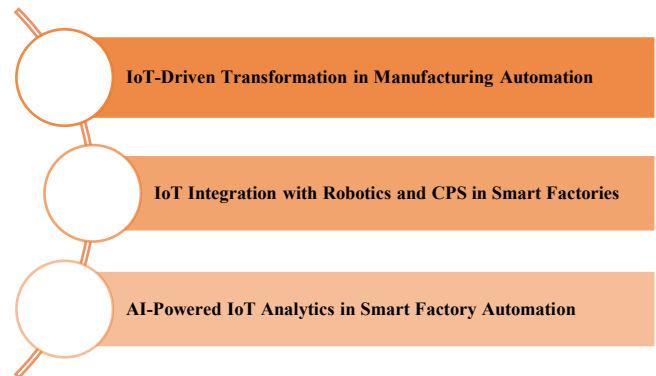 IoT-Driven Transformation in Manufacturing Automation
IoT Integration with Robotics and CPS in Smart Factories
AI-Powered IoT Analytics in Smart Factory Automation